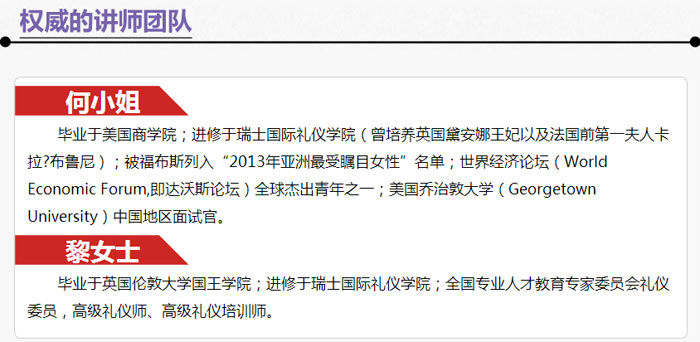 权威的讲师团队
何小姐
毕业于美国商学院；进修于瑞士国际礼仪学院（曾培养英国黛安娜王妃以及法国前第一夫人卡
拉?布鲁尼）；被福布斯列入“2013年亚洲最受瞩目女性”名单；世界经济论坛（World
Economic Forum,即达沃斯论坛）全球杰出青年之一；美国乔治敦大学（Georgetown
University）中国地区面试官。
黎女士
毕业于英国伦敦大学国王学院；进修于瑞士国际礼仪学院；全国专业人才教育专家委员会礼仪
委员，高级礼仪师、高级礼仪培训师。